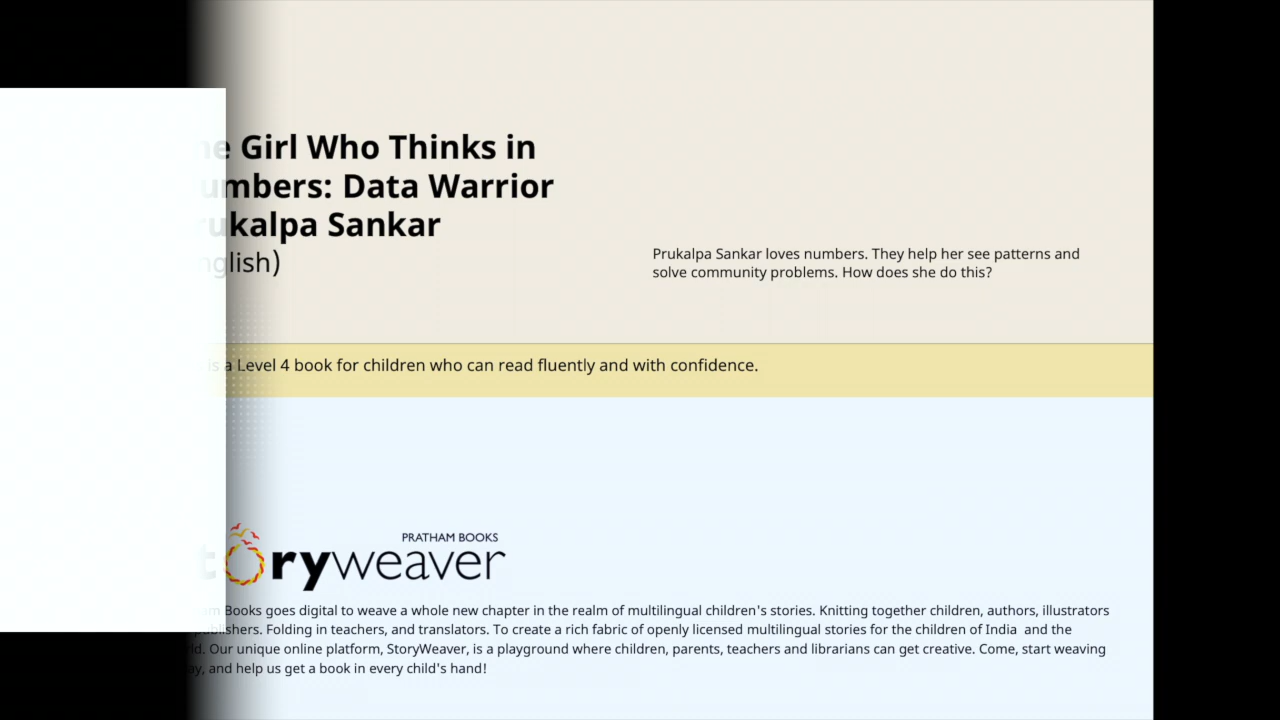 Girl Who Thinks in
umbers: Data Warrior
rukalpa Sankar
glish)
Prukalpa Sankar loves numbers. They help her see patterns and
solve community problems. How does she do this?
is a Level 4 book for children who can read fluently and with confidence.
PRATHAM BOOKS
toryweaver
Books goes digital to weave a whole new chapter in the realm of multilingual children's stories. Knitting together children, authors, illustrators
publishers. Folding in teachers, and translators. To create a rich fabric of openly licensed multilingual stories for the children of India and the
Our unique online platform, StoryWeaver, is a playground where children, parents, teachers and librarians can get creative. Come, start weaving
and help us get a book in every child's hand!